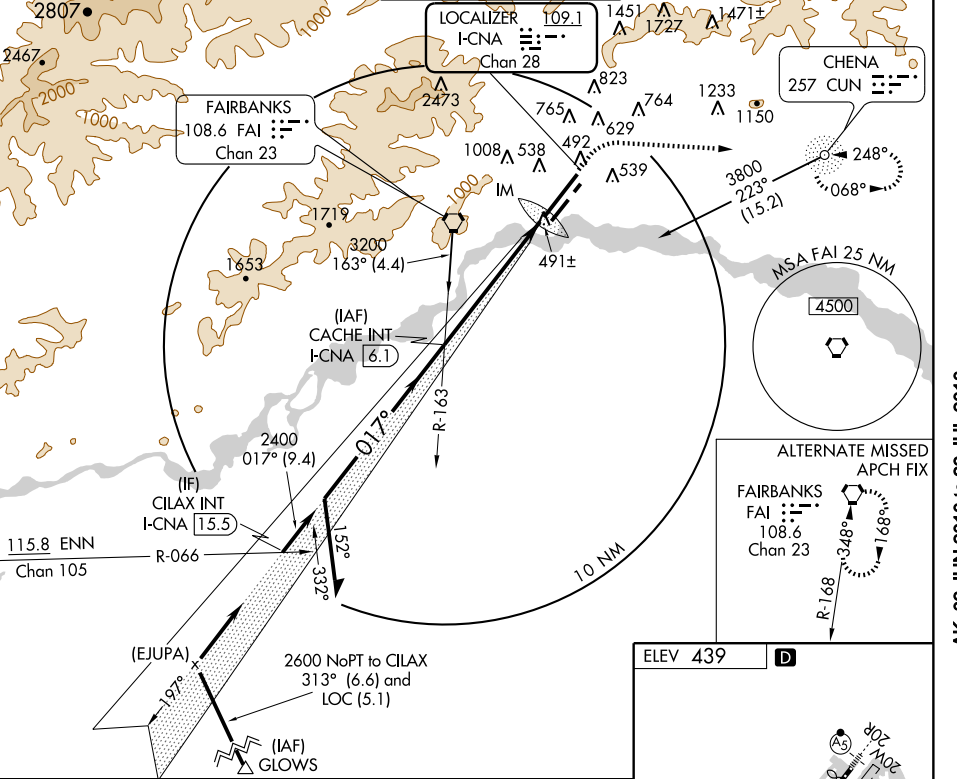 2807
2467
2000
1000
1000
LOCALIZER 109.1
I-CNA
Chan 28
1451
1727
1471±
FAIRBANKS
108.6 FAI
Chan 23
2473
823
765
764
629
1233
1150
CHENA
257 CUN
1008
538
492
539
248°
068°
3800
223°
(15.2)
IM
1000
1719
3200
163° (4.4)
1653
491±
MSA FAI 25 NM
4500
(IAF)
CACHE INT
I-CNA 6.1
R-163
017°
2400
017° (9.4)
(IF)
CILAX INT
I-CNA 15.5
115.8 ENN
Chan 105
R-066
152°
332°
10 NM
ALTERNATE MISSED
APCH FIX
FAIRBANKS
FAI
108.6
Chan 23
348°
168°
R-168
(EJUPA)
197°
2600 NoPT to CILAX
313° (6.6) and
LOC (5.1)
(IAF)
GLOWS
ELEV 439
D
A5
20R
20W